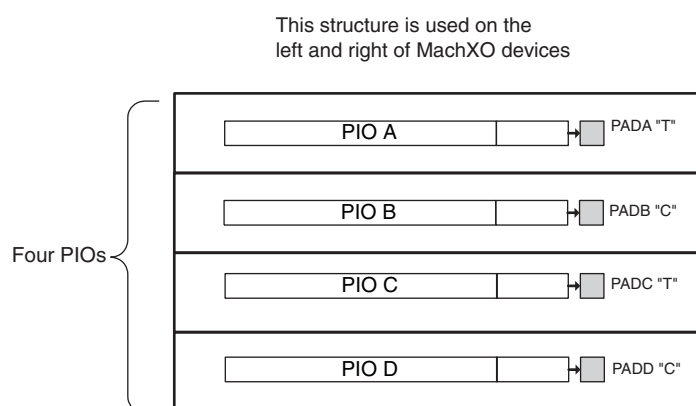 This structure is used on the
left and right of MachXO devices
PIO A
PADA "T"
PIO B
PADB "C"
Four PIOs
PIO C
PADC "T"
PIO D
PADD "C"